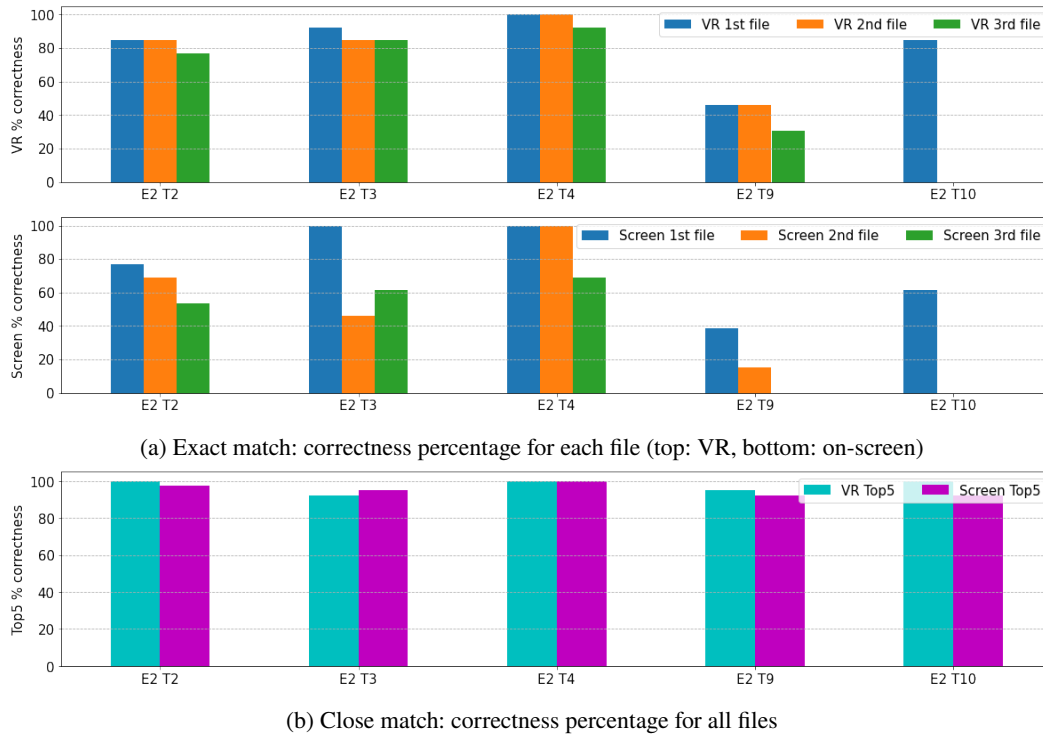 VR % correctness
100
80
60
40
20
0
VR 1st file VR 2nd file VR 3rd file
E2 T2 E2 T3 E2 T4 E2 T9 E2 T10
Screen % correctness
100
80
60
40
20
0
Screen 1st file Screen 2nd file Screen 3rd file
E2 T2 E2 T3 E2 T4 E2 T9 E2 T10
(a) Exact match: correctness percentage for each file (top: VR, bottom: on-screen)
Top5 % correctness
100
80
60
40
20
0
VR Top5 Screen Top5
E2 T2 E2 T3 E2 T4 E2 T9 E2 T10
(b) Close match: correctness percentage for all files